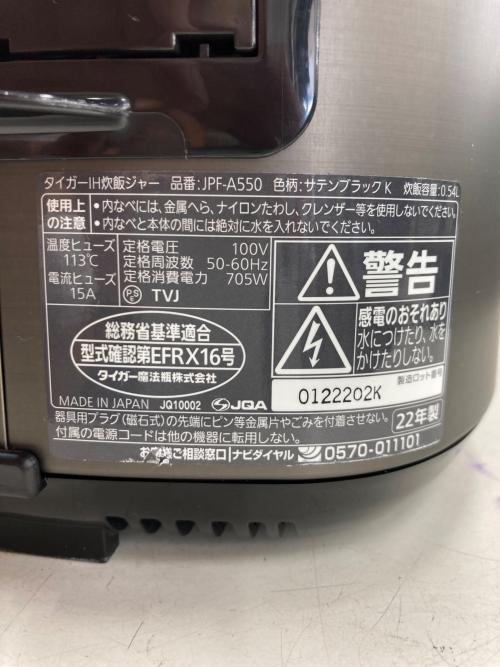 タイガーIH炊飯ジャー 品番:JPF-A550 色柄:サテンブラック K 炊飯容量:0.54L
使用上の注意
・内なべには、金属へら、ナイロンたわし、クレンザー等を使用しないでください。
・内なべと本体の間には絶対に水を入れないでください。
温度ヒューズ 113℃
電流ヒューズ 15A
定格電圧 100V
定格周波数 50-60Hz
定格消費電力 705W
PS TVJ
警告
感電のおそれあり
水につけたり、水を
かけたりしない。
総務省基準適合
型式確認第EFRX16号
タイガー魔法瓶株式会社
製造ロット番号
0122202K
MADE IN JAPAN JQ10002 JQA
器具用プラグ(磁石式)の先端にピン等金属片やごみを付着させない。
付属の電源コードは他の機器に転用しない。
22年製
お客様ご相談窓口 ナビダイヤル 0570-011101